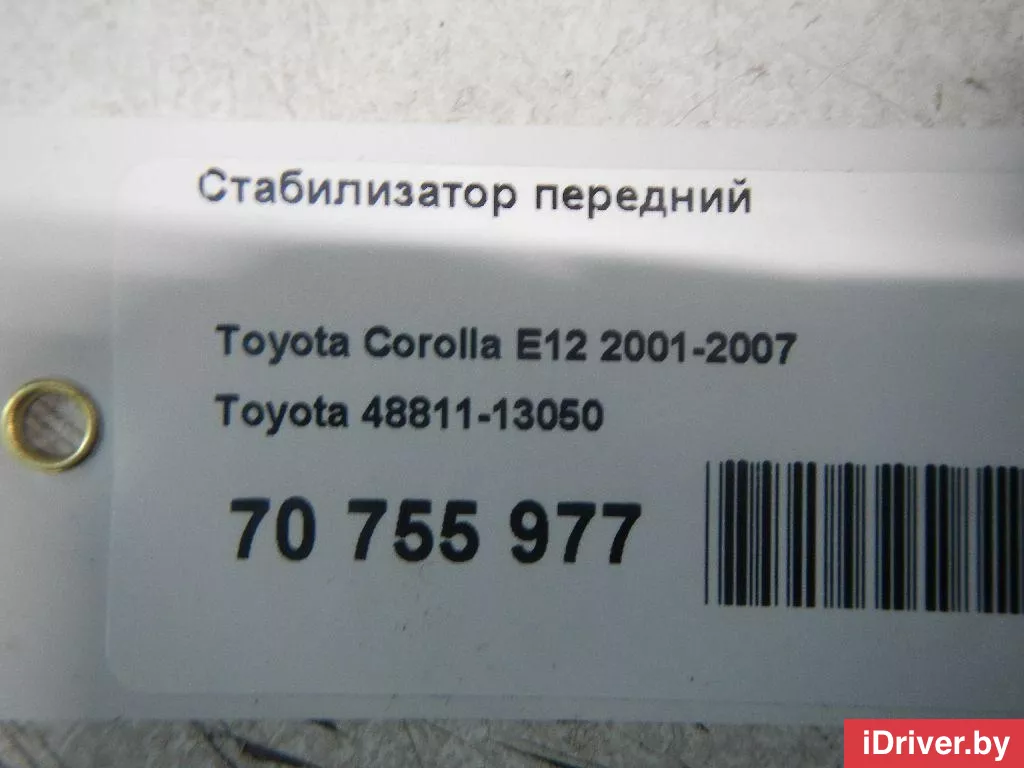 Стабилизатор передний
Toyota Corolla E12 2001-2007
Toyota 48811-13050
70 755 977
iDriver.by